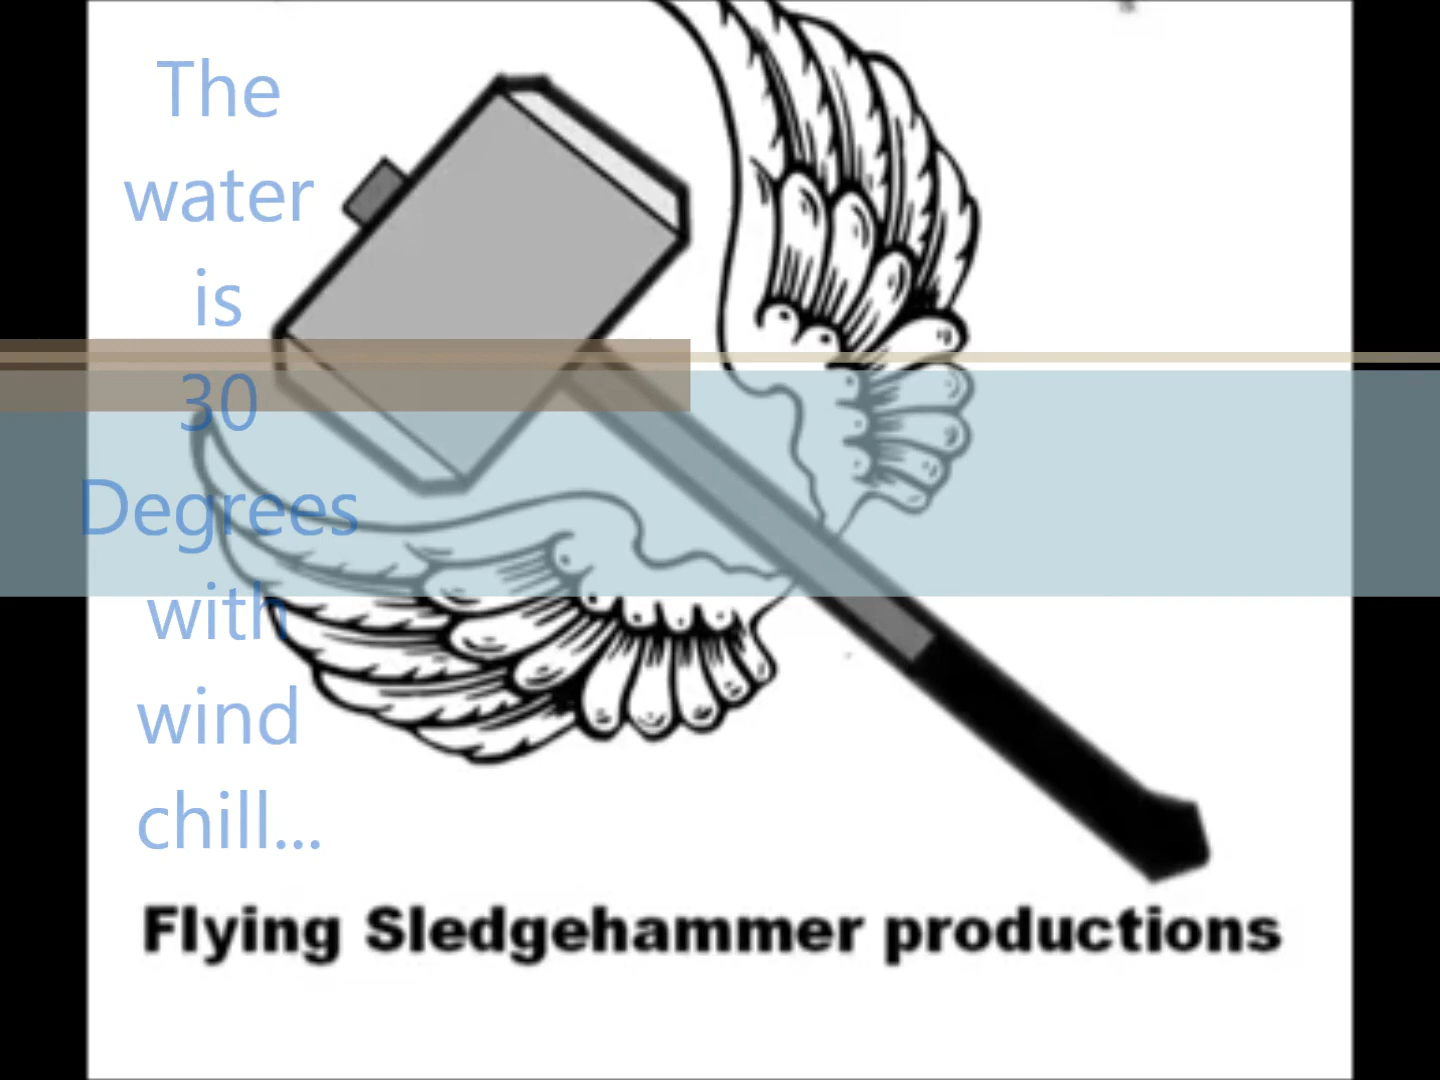 The
water
is
30
Degrees
with
wind
chill...
Flying Sledgehammer productions